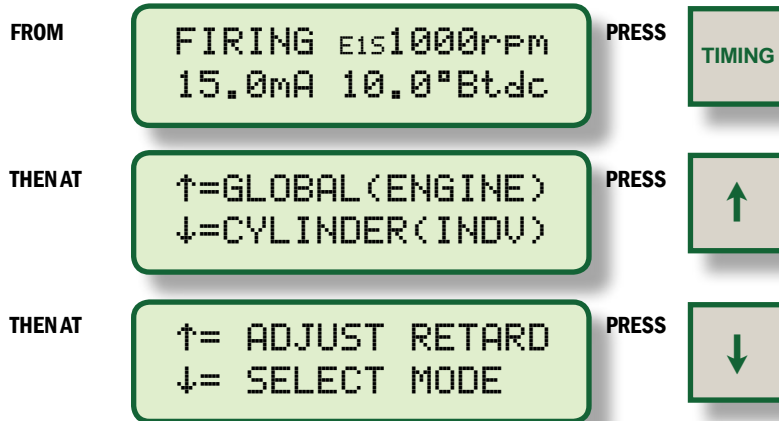 FROM
FIRING E1S1000rpm
15.0mA 10.0°Btdc
PRESS
TIMING
THEN AT
↑=GLOBAL(ENGINE)
↓=CYLINDER(INDV)
PRESS
↑
THEN AT
↑= ADJUST RETARD
↓= SELECT MODE
PRESS
↓